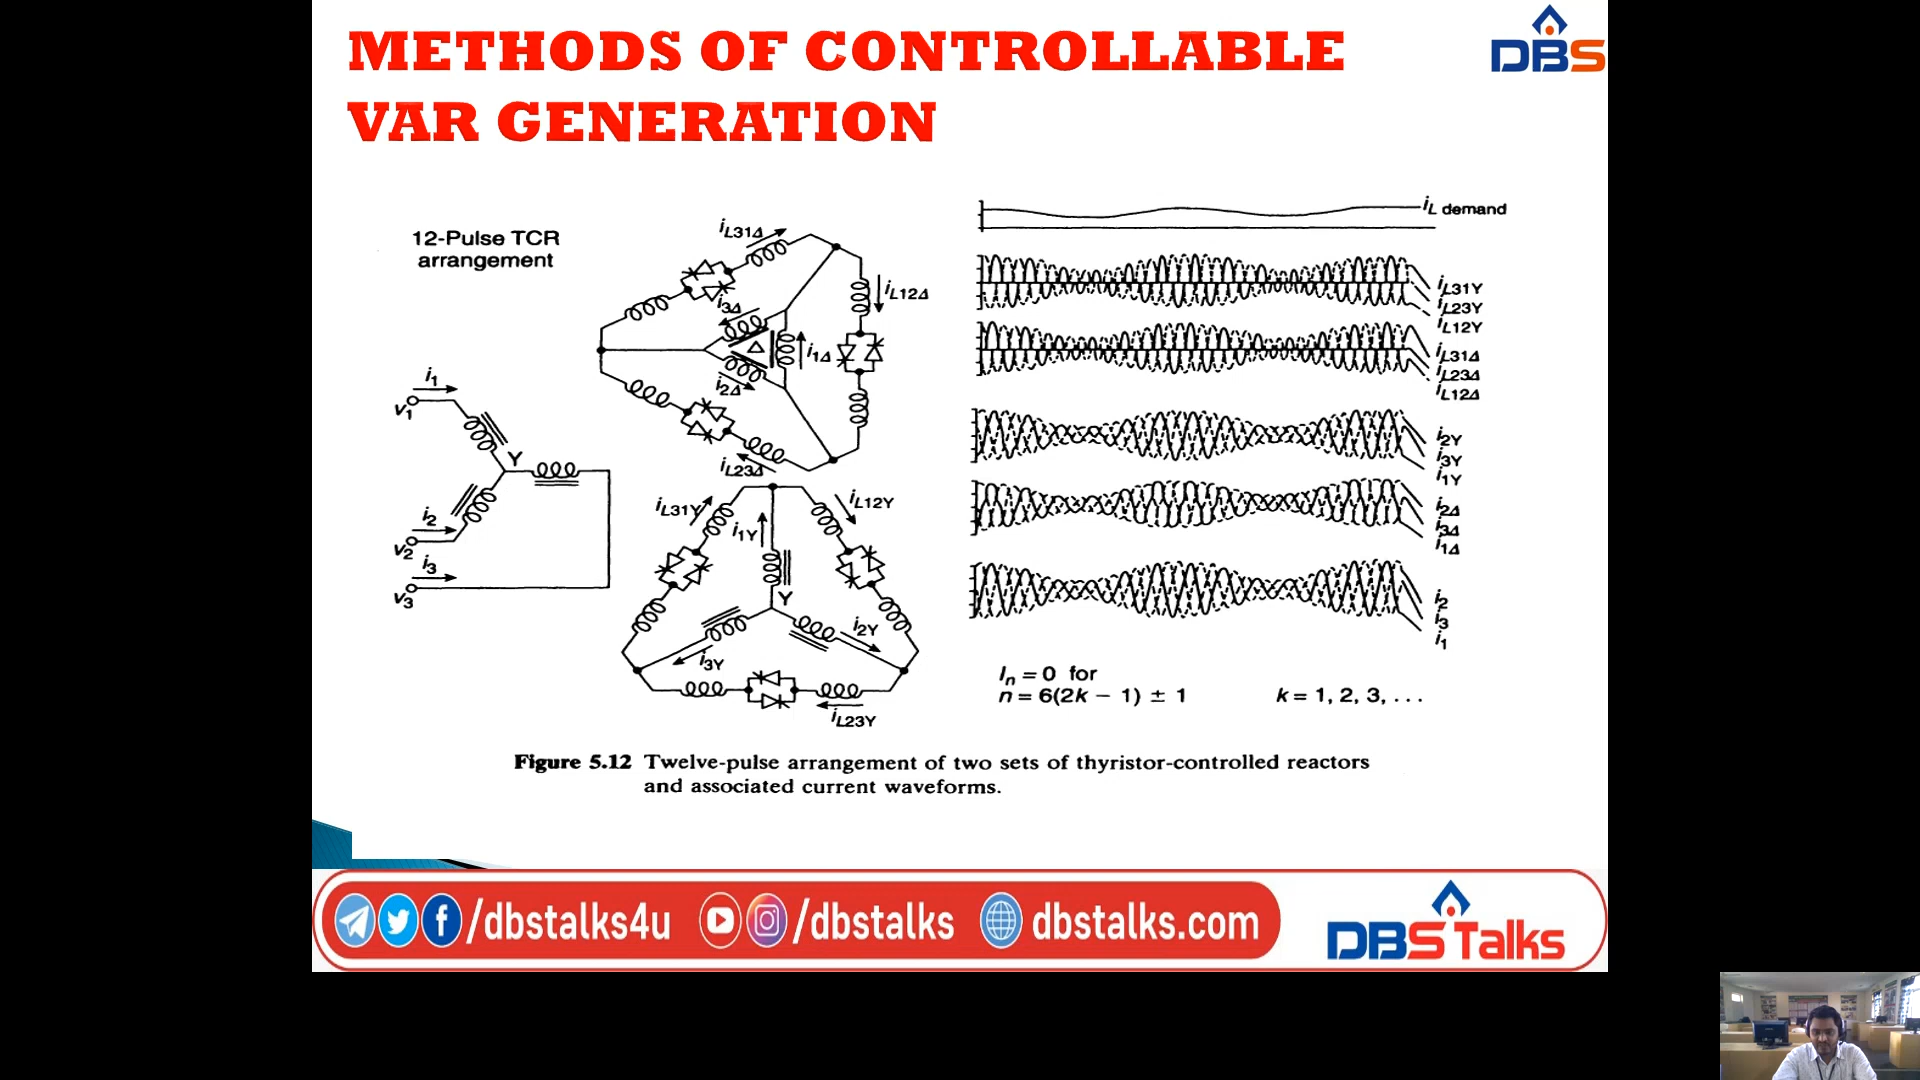 METHODS OF CONTROLLABLE
VAR GENERATION
DBS
12-Pulse TCR
arrangement
i1
V1
Y
i2
V2
i3
V3
iL31Δ
iL12Δ
i3Δ
Δ
i1Δ
i2Δ
iL23Δ
iL31Y
iL12Y
i1Y
Y
i2Y
i3Y
iL23Y
iL demand
iL31Y
iL23Y
iL12Y
iL31Δ
iL23Δ
iL12Δ
i2Y
i3Y
i1Y
i2Δ
i3Δ
i1Δ
i2
i3
i1
In = 0 for
n = 6(2k − 1) ± 1 k = 1, 2, 3, . . .
Figure 5.12 Twelve-pulse arrangement of two sets of thyristor-controlled reactors
and associated current waveforms.
/dbstalks4u /dbstalks dbstalks.com
DBS Talks